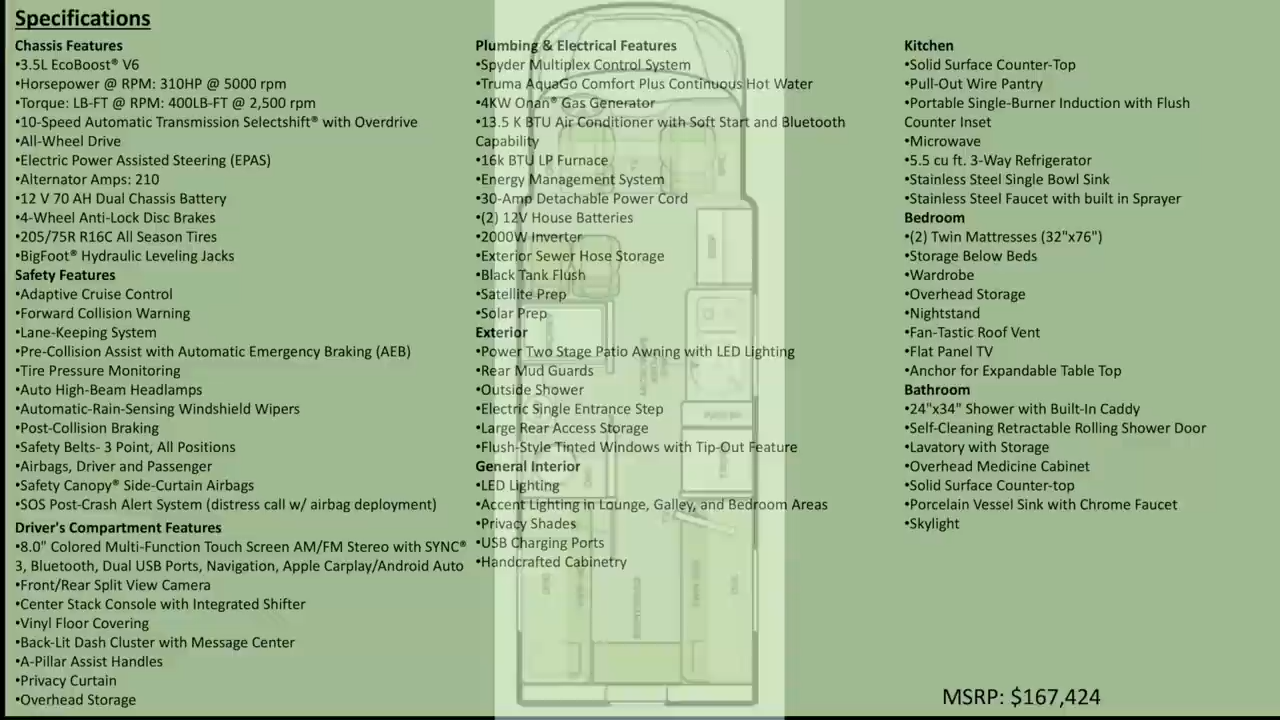 Specifications
Chassis Features
•3.5L EcoBoost® V6
•Horsepower @ RPM: 310HP @ 5000 rpm
•Torque: LB-FT @ RPM: 400LB-FT @ 2,500 rpm
•10-Speed Automatic Transmission Selectshift® with Overdrive
•All-Wheel Drive
•Electric Power Assisted Steering (EPAS)
•Alternator Amps: 210
•12 V 70 AH Dual Chassis Battery
•4-Wheel Anti-Lock Disc Brakes
•205/75R R16C All Season Tires
•BigFoot® Hydraulic Leveling Jacks
Safety Features
•Adaptive Cruise Control
•Forward Collision Warning
•Lane-Keeping System
•Pre-Collision Assist with Automatic Emergency Braking (AEB)
•Tire Pressure Monitoring
•Auto High-Beam Headlamps
•Automatic-Rain-Sensing Windshield Wipers
•Post-Collision Braking
•Safety Belts- 3 Point, All Positions
•Airbags, Driver and Passenger
•Safety Canopy® Side-Curtain Airbags
•SOS Post-Crash Alert System (distress call w/ airbag deployment)
Driver's Compartment Features
•8.0" Colored Multi-Function Touch Screen AM/FM Stereo with SYNC®
3, Bluetooth, Dual USB Ports, Navigation, Apple Carplay/Android Auto
•Front/Rear Split View Camera
•Center Stack Console with Integrated Shifter
•Vinyl Floor Covering
•Back-Lit Dash Cluster with Message Center
•A-Pillar Assist Handles
•Privacy Curtain
•Overhead Storage
Plumbing & Electrical Features
•Spyder Multiplex Control System
•Truma AquaGo Comfort Plus Continuous Hot Water
•4KW Onan® Gas Generator
•13.5 K BTU Air Conditioner with Soft Start and Bluetooth
Capability
•16k BTU LP Furnace
•Energy Management System
•30-Amp Detachable Power Cord
•(2) 12V House Batteries
•2000W Inverter
•Exterior Sewer Hose Storage
•Black Tank Flush
•Satellite Prep
•Solar Prep
Exterior
•Power Two Stage Patio Awning with LED Lighting
•Rear Mud Guards
•Outside Shower
•Electric Single Entrance Step
•Large Rear Access Storage
•Flush-Style Tinted Windows with Tip-Out Feature
General Interior
•LED Lighting
•Accent Lighting in Lounge, Galley, and Bedroom Areas
•Privacy Shades
•USB Charging Ports
•Handcrafted Cabinetry
Kitchen
•Solid Surface Counter-Top
•Pull-Out Wire Pantry
•Portable Single-Burner Induction with Flush
Counter Inset
•Microwave
•5.5 cu ft. 3-Way Refrigerator
•Stainless Steel Single Bowl Sink
•Stainless Steel Faucet with built in Sprayer
Bedroom
•(2) Twin Mattresses (32"x76")
•Storage Below Beds
•Wardrobe
•Overhead Storage
•Nightstand
•Fan-Tastic Roof Vent
•Flat Panel TV
•Anchor for Expandable Table Top
Bathroom
•24"x34" Shower with Built-In Caddy
•Self-Cleaning Retractable Rolling Shower Door
•Lavatory with Storage
•Overhead Medicine Cabinet
•Solid Surface Counter-top
•Porcelain Vessel Sink with Chrome Faucet
•Skylight
MSRP: $167,424